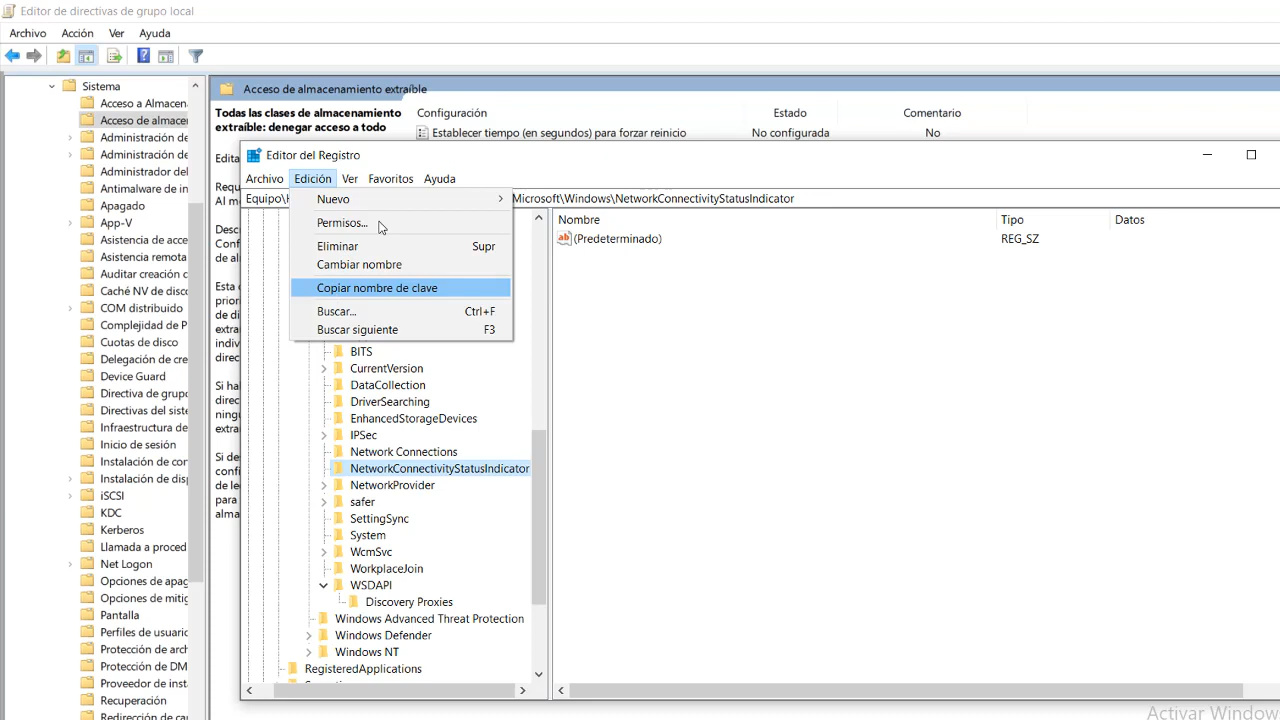 Editor de directivas de grupo local
Archivo Acción Ver Ayuda
Sistema
Acceso a Almacen
Acceso de almace
Administración de
Administración de
Administrador del
Antimalware de in
Apagado
App-V
Asistencia de acce
Asistencia remota
Auditar creación d
Caché NV de disco
COM distribuido
Complejidad de P
Cuotas de disco
Delegación de cre
Device Guard
Directiva de grupo
Directivas del siste
Infraestructura de
Inicio de sesión
Instalación de con
Instalación de disp
iSCSI
KDC
Kerberos
Llamada a proced
Net Logon
Opciones de apag
Opciones de mitig
Pantalla
Perfiles de usuario
Protección de arch
Protección de DM
Proveedor de inst
Recuperación
Redirección de ca
Acceso de almacenamiento extraíble
Todas las clases de almacenamiento
extraíble: denegar acceso a todo
Configuración Estado Comentario
Establecer tiempo (en segundos) para forzar reinicio No configurada No
Edita
Requ
Al me
Desc
Conf
de al
Esta c
prior
de di
extra
indiv
direc
Si hal
direc
ningu
extra
Si de
confi
de le
para
alma
Editor del Registro
Archivo Edición Ver Favoritos Ayuda
Equipo\H Microsoft\Windows\NetworkConnectivityStatusIndicator
Nuevo
Permisos...
Eliminar Supr
Cambiar nombre
Copiar nombre de clave
Buscar... Ctrl+F
Buscar siguiente F3
BITS
CurrentVersion
DataCollection
DriverSearching
EnhancedStorageDevices
IPSec
Network Connections
NetworkConnectivityStatusIndicator
NetworkProvider
safer
SettingSync
System
WcmSvc
WorkplaceJoin
WSDAPI
Discovery Proxies
Windows Advanced Threat Protection
Windows Defender
Windows NT
RegisteredApplications
Nombre Tipo Datos
(Predeterminado) REG_SZ
Activar Window